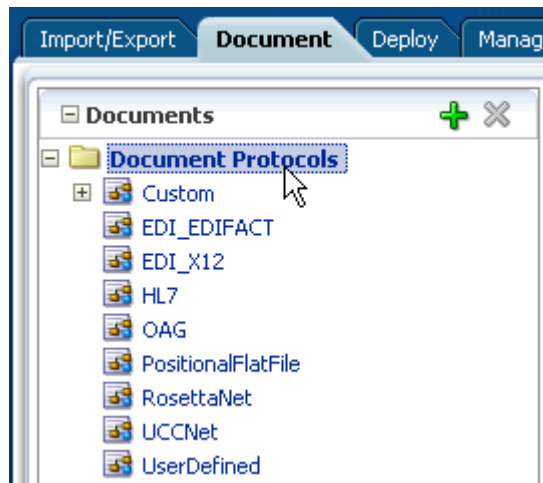 Import/Export Document Deploy Manag
Documents
Document Protocols
Custom
EDI_EDIFACT
EDI_X12
HL7
OAG
PositionalFlatFile
RosettaNet
UCCNet
UserDefined